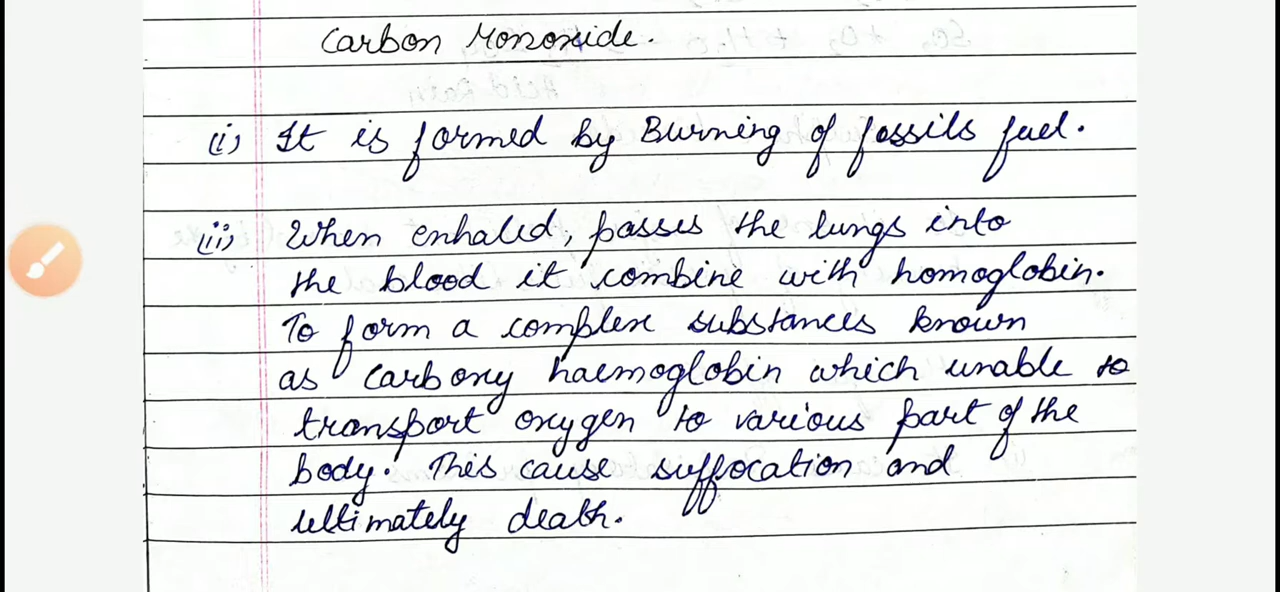 Carbon Monoxide.
(i) It is formed by Burning of fossils fuel.
(ii) When enhaled, passes the lungs into
the blood it combine with homoglobin.
To form a complex substances known
as carboxy haemoglobin which unable to
transport oxygen to various part of the
body. This cause suffocation and
ultimately death.